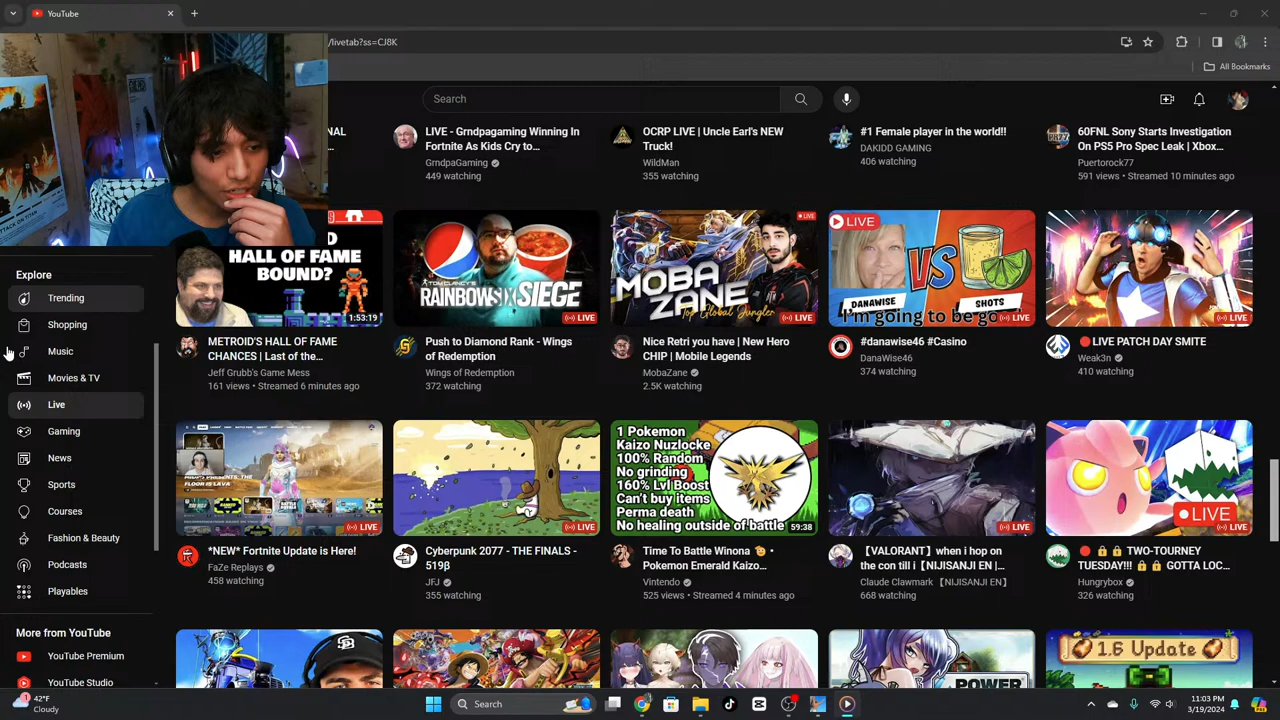 YouTube
/livetab?ss=CJ8K
All Bookmarks
Search
ATTACK ON TITAN
LIVE - Grndpagaming Winning In
Fortnite As Kids Cry to...
GrndpaGaming
449 watching
OCRP LIVE | Uncle Earl's NEW
Truck!
WildMan
355 watching
#1 Female player in the world!!
DAKIDD GAMING
406 watching
60FNL Sony Starts Investigation
On PS5 Pro Spec Leak | Xbox...
Puertorock77
591 views • Streamed 10 minutes ago
Explore
Trending
Shopping
Music
Movies & TV
Live
Gaming
News
Sports
Courses
Fashion & Beauty
Podcasts
Playables
More from YouTube
YouTube Premium
YouTube Studio
HALL OF FAME
BOUND?
1:53:19
METROID'S HALL OF FAME
CHANCES | Last of the...
Jeff Grubb's Game Mess
161 views • Streamed 6 minutes ago
TOM CLANCY'S
RAINBOW SIX SIEGE
LIVE
Push to Diamond Rank - Wings
of Redemption
Wings of Redemption
372 watching
LIVE
MOBA
ZANE
Top Global Jungler
LIVE
Nice Retri you have | New Hero
CHIP | Mobile Legends
MobaZane
2.5K watching
LIVE
VS
DANAWISE
SHOTS
I'm going to be go
LIVE
#danawise46 #Casino
DanaWise46
374 watching
LIVE
🔴LIVE PATCH DAY SMITE
Weak3n
410 watching
LIVE
*NEW* Fortnite Update is Here!
FaZe Replays
458 watching
LIVE
Cyberpunk 2077 - THE FINALS -
519β
JFJ
355 watching
1 Pokemon
Kaizo Nuzlocke
100% Random
No grinding
160% Lvl Boost
Can't buy items
Perma death
No healing outside of battle
59:38
Time To Battle Winona 🐤 •
Pokemon Emerald Kaizo...
Vintendo
525 views • Streamed 4 minutes ago
LIVE
【VALORANT】when i hop on
the con till i【NIJISANJI EN |...
Claude Clawmark 【NIJISANJI EN】
668 watching
LIVE
🔴 🔒 🔒 TWO-TOURNEY
TUESDAY!!! 🔒 🔒 GOTTA LOC...
Hungrybox
326 watching
POWER
1.6 Update
42°F
Cloudy
Search
11:03 PM
3/19/2024